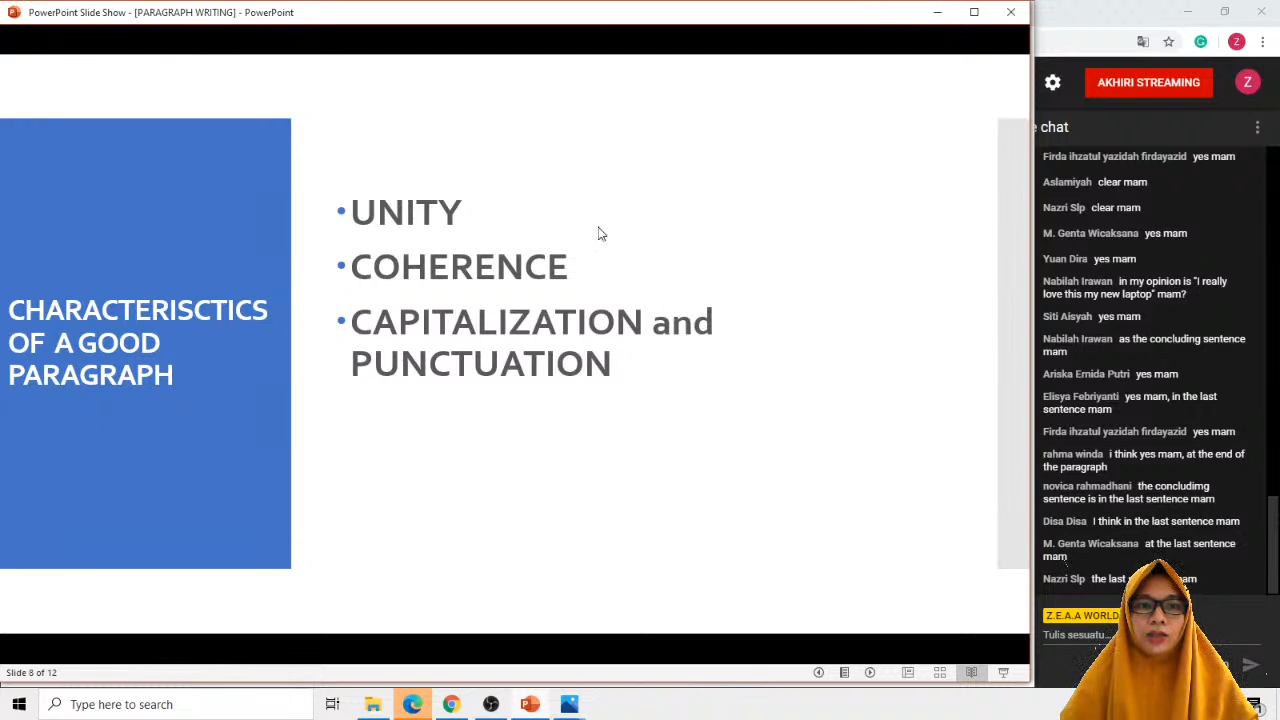 PowerPoint Slide Show - [PARAGRAPH WRITING] - PowerPoint
CHARACTERISCTICS
OF A GOOD
PARAGRAPH
•UNITY
•COHERENCE
•CAPITALIZATION and
PUNCTUATION
Slide 8 of 12
Type here to search
Z
AKHIRI STREAMING
Z
chat
Firda ihzatul yazidah firdayazid yes mam
Aslamiyah clear mam
Nazri Slp clear mam
M. Genta Wicaksana yes mam
Yuan Dira yes mam
Nabilah Irawan in my opinion is "I really
love this my new laptop" mam?
Siti Aisyah yes mam
Nabilah Irawan as the concluding sentence
mam
Ariska Emida Putri yes mam
Elisya Febriyanti yes mam, in the last
sentence mam
Firda ihzatul yazidah firdayazid yes mam
rahma winda i think yes mam, at the end of
the paragraph
novica rahmadhani the concludimg
sentence is in the last sentence mam
Disa Disa I think in the last sentence mam
M. Genta Wicaksana at the last sentence
mam
Nazri Slp the last mam
Z.E.A.A WORLD
Tulis sesuatu...